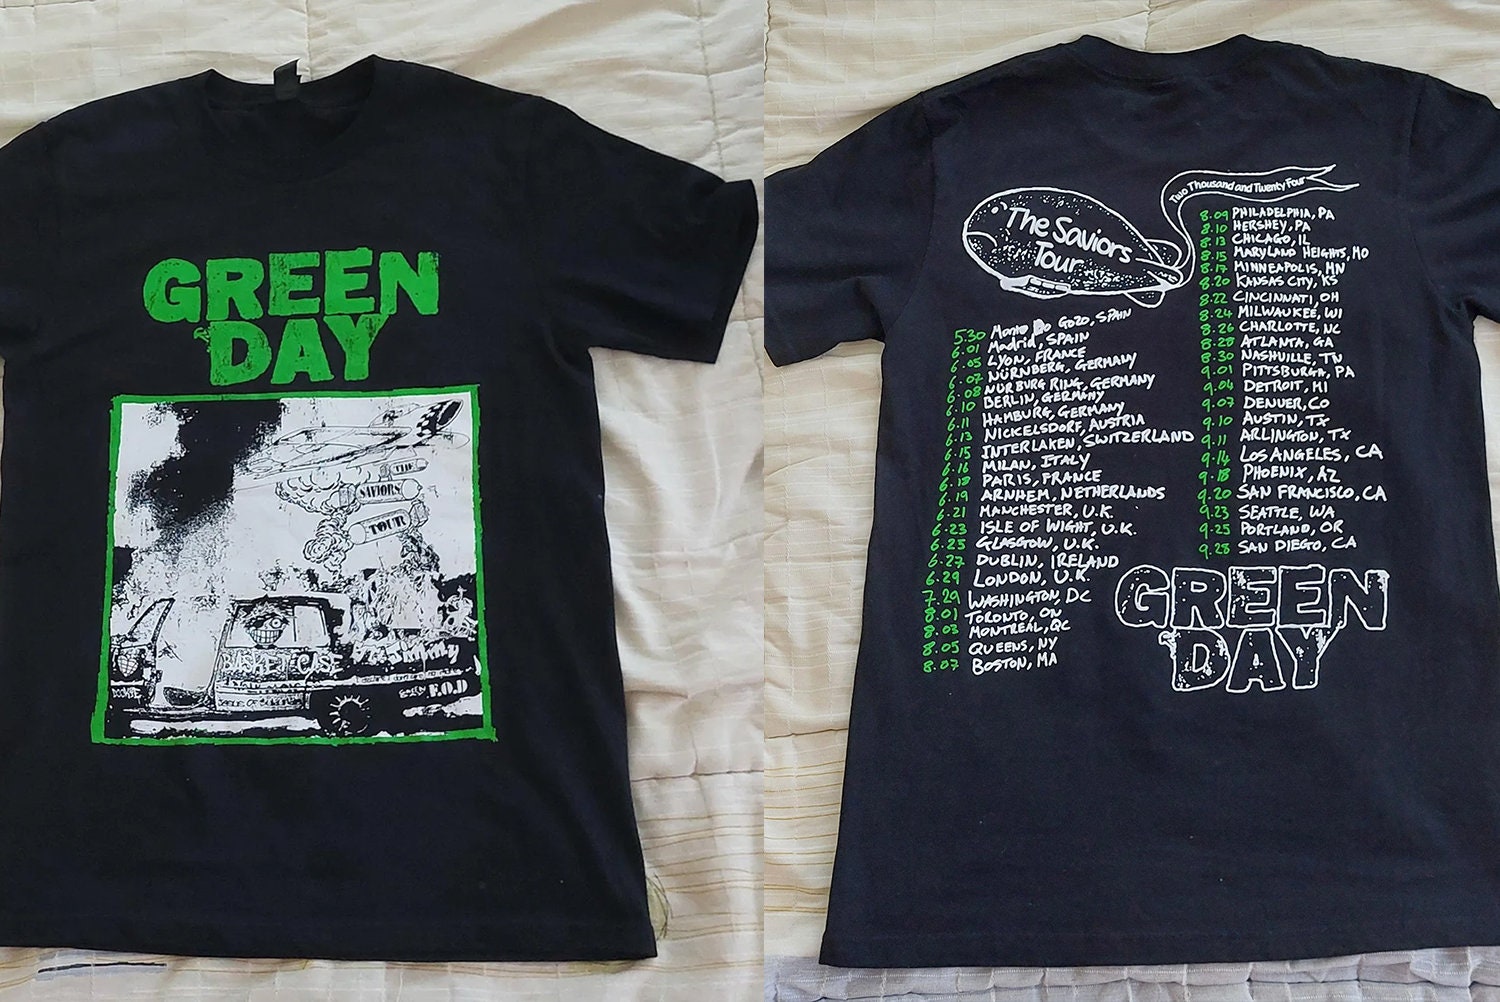 GREEN
DAY
THE
SAVIORS
TOUR
BASKET CASE
DOOKIE
F.O.D
The Saviors
Tour
Two Thousand and Twenty Four
5.30 Monte Do Gozo, SPAIN
6.01 Madrid, SPAIN
6.05 LYON, FRANCE
6.07 NÜRNBERG, GERMANY
6.08 NÜRBURG RING, GERMANY
6.10 BERLIN, GERMANY
6.11 HAMBURG, GERMANY
6.13 NICKELSDORF, AUSTRIA
6.15 INTERLAKEN, SWITZERLAND
6.16 MILAN, ITALY
6.18 PARIS, FRANCE
6.19 ARNHEM, NETHERLANDS
6.21 MANCHESTER, U.K.
6.23 ISLE OF WIGHT, U.K.
6.25 GLASGOW, U.K.
6.27 DUBLIN, IRELAND
6.29 LONDON, U.K.
7.29 WASHINGTON, DC
8.01 TORONTO, ON
8.03 MONTREAL, QC
8.05 QUEENS, NY
8.07 BOSTON, MA
8.09 PHILADELPHIA, PA
8.10 HERSHEY, PA
8.13 CHICAGO, IL
8.15 MARYLAND HEIGHTS, MO
8.17 MINNEAPOLIS, MN
8.20 KANSAS CITY, KS
8.22 CINCINNATI, OH
8.24 MILWAUKEE, WI
8.26 CHARLOTTE, NC
8.28 ATLANTA, GA
8.30 NASHVILLE, TN
9.01 PITTSBURGH, PA
9.04 DETROIT, MI
9.07 DENVER, CO
9.10 AUSTIN, TX
9.11 ARLINGTON, TX
9.14 LOS ANGELES, CA
9.18 PHOENIX, AZ
9.20 SAN FRANCISCO, CA
9.23 SEATTLE, WA
9.25 PORTLAND, OR
9.28 SAN DIEGO, CA
GREEN
DAY